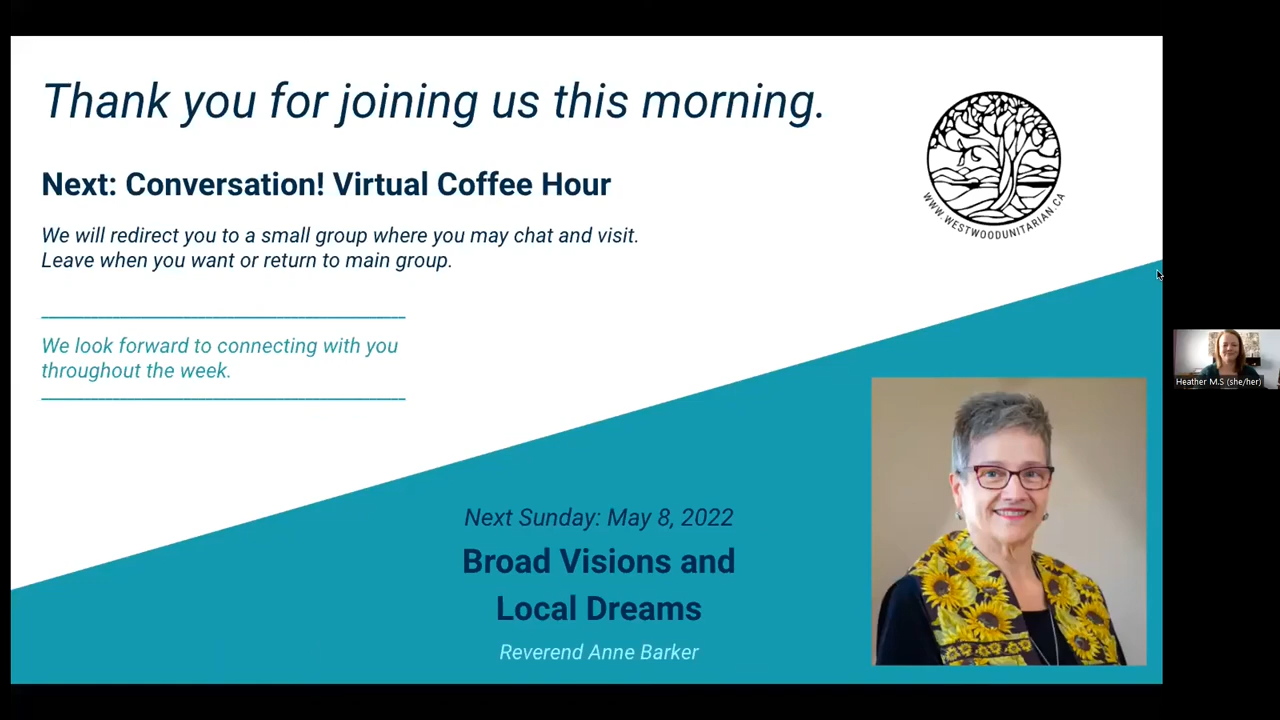 Thank you for joining us this morning.
Next: Conversation! Virtual Coffee Hour
We will redirect you to a small group where you may chat and visit.
Leave when you want or return to main group.
We look forward to connecting with you
throughout the week.
WWW.WESTWOODUNITARIAN.CA
Heather M.S (she/her)
Next Sunday: May 8, 2022
Broad Visions and
Local Dreams
Reverend Anne Barker